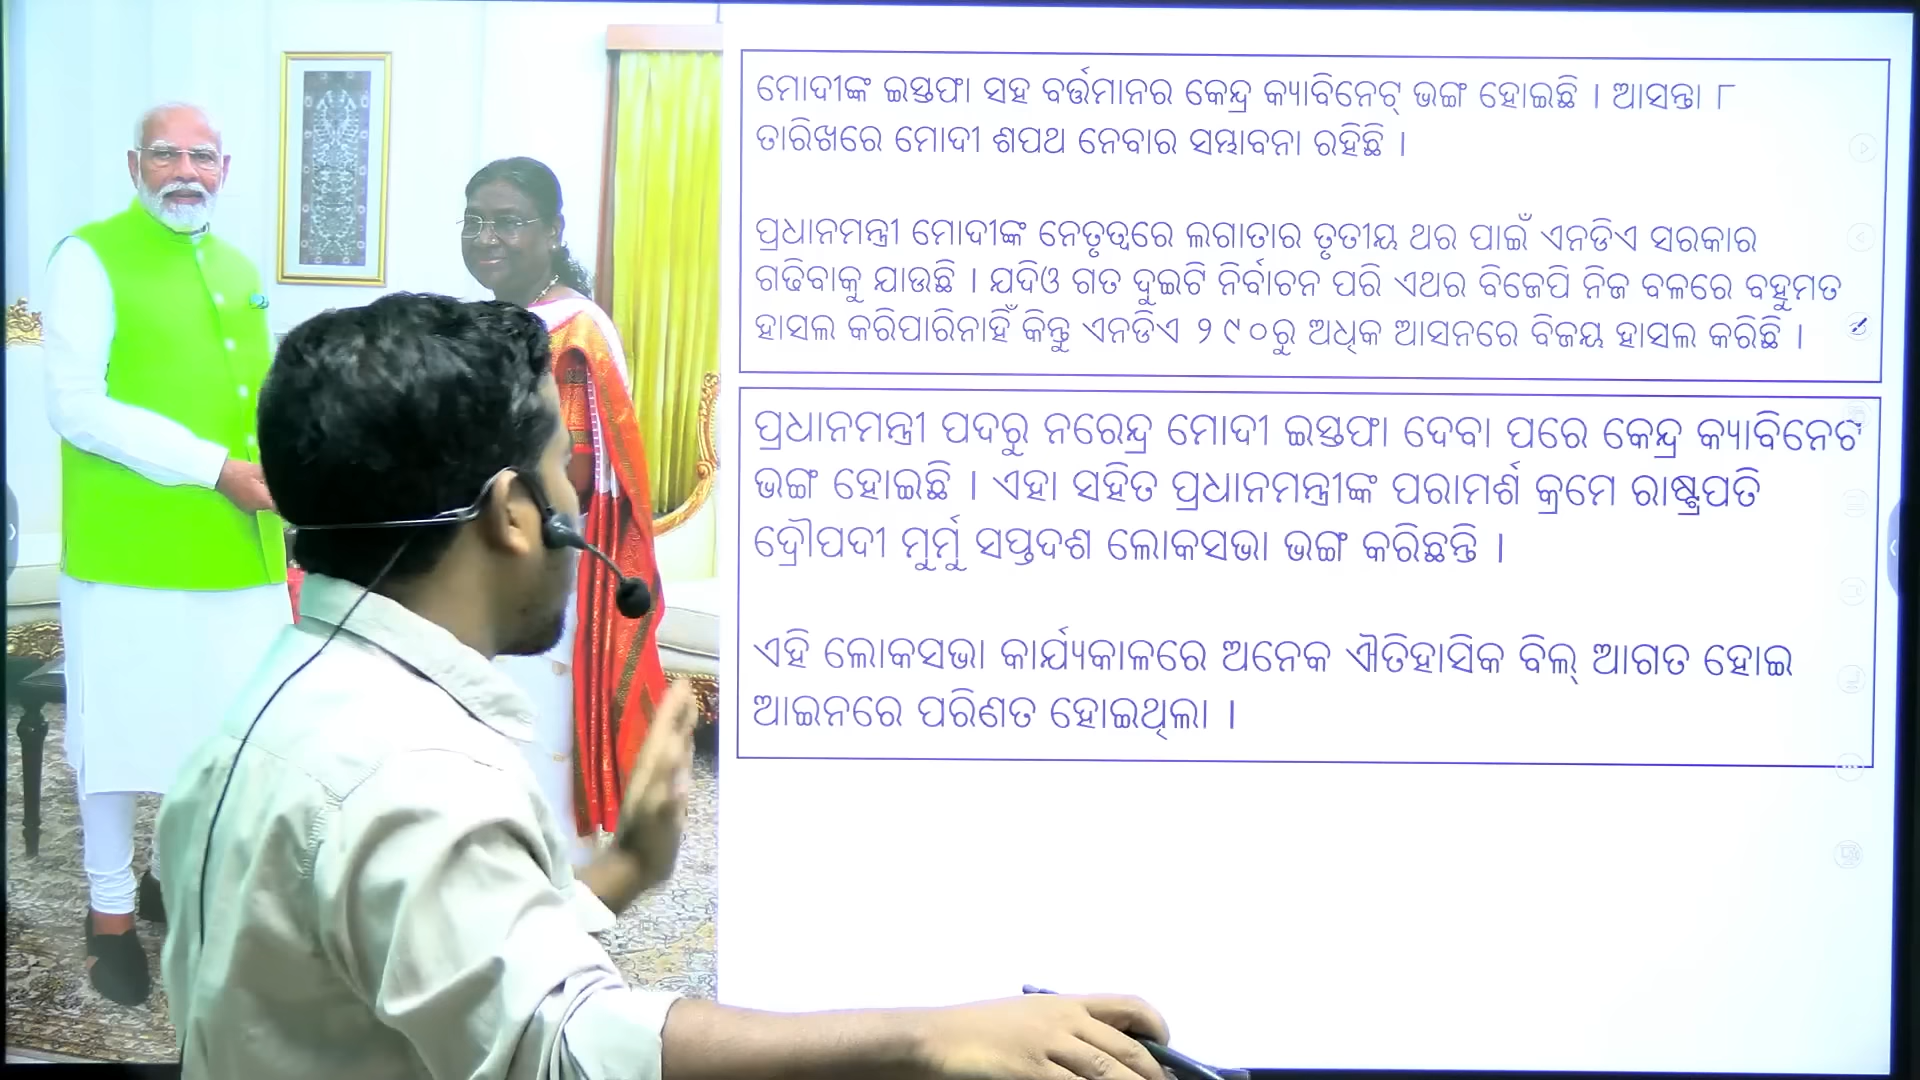 ମୋଦୀଙ୍କ ଇସ୍ତଫା ସହ ବର୍ତ୍ତମାନର କେନ୍ଦ୍ର କ୍ୟାବିନେଟ୍ ଭଙ୍ଗ ହୋଇଛି । ଆସନ୍ତା ୮
ତାରିଖରେ ମୋଦୀ ଶପଥ ନେବାର ସମ୍ଭାବନା ରହିଛି ।
ପ୍ରଧାନମନ୍ତ୍ରୀ ମୋଦୀଙ୍କ ନେତୃତ୍ୱରେ ଲଗାତାର ତୃତୀୟ ଥର ପାଇଁ ଏନଡିଏ ସରକାର
ଗଢିବାକୁ ଯାଉଛି । ଯଦିଓ ଗତ ଦୁଇଟି ନିର୍ବାଚନ ପରି ଏଥର ବିଜେପି ନିଜ ବଳରେ ବହୁମତ
ହାସଲ କରିପାରିନାହିଁ କିନ୍ତୁ ଏନଡିଏ ୨୯୦ରୁ ଅଧିକ ଆସନରେ ବିଜୟ ହାସଲ କରିଛି ।
ପ୍ରଧାନମନ୍ତ୍ରୀ ପଦରୁ ନରେନ୍ଦ୍ର ମୋଦୀ ଇସ୍ତଫା ଦେବା ପରେ କେନ୍ଦ୍ର କ୍ୟାବିନେଟ
ଭଙ୍ଗ ହୋଇଛି । ଏହା ସହିତ ପ୍ରଧାନମନ୍ତ୍ରୀଙ୍କ ପରାମର୍ଶ କ୍ରମେ ରାଷ୍ଟ୍ରପତି
ଦ୍ରୌପଦୀ ମୁର୍ମୁ ସପ୍ତଦଶ ଲୋକସଭା ଭଙ୍ଗ କରିଛନ୍ତି ।
ଏହି ଲୋକସଭା କାର୍ଯ୍ୟକାଳରେ ଅନେକ ଐତିହାସିକ ବିଲ୍ ଆଗତ ହୋଇ
ଆଇନରେ ପରିଣତ ହୋଇଥିଲା ।